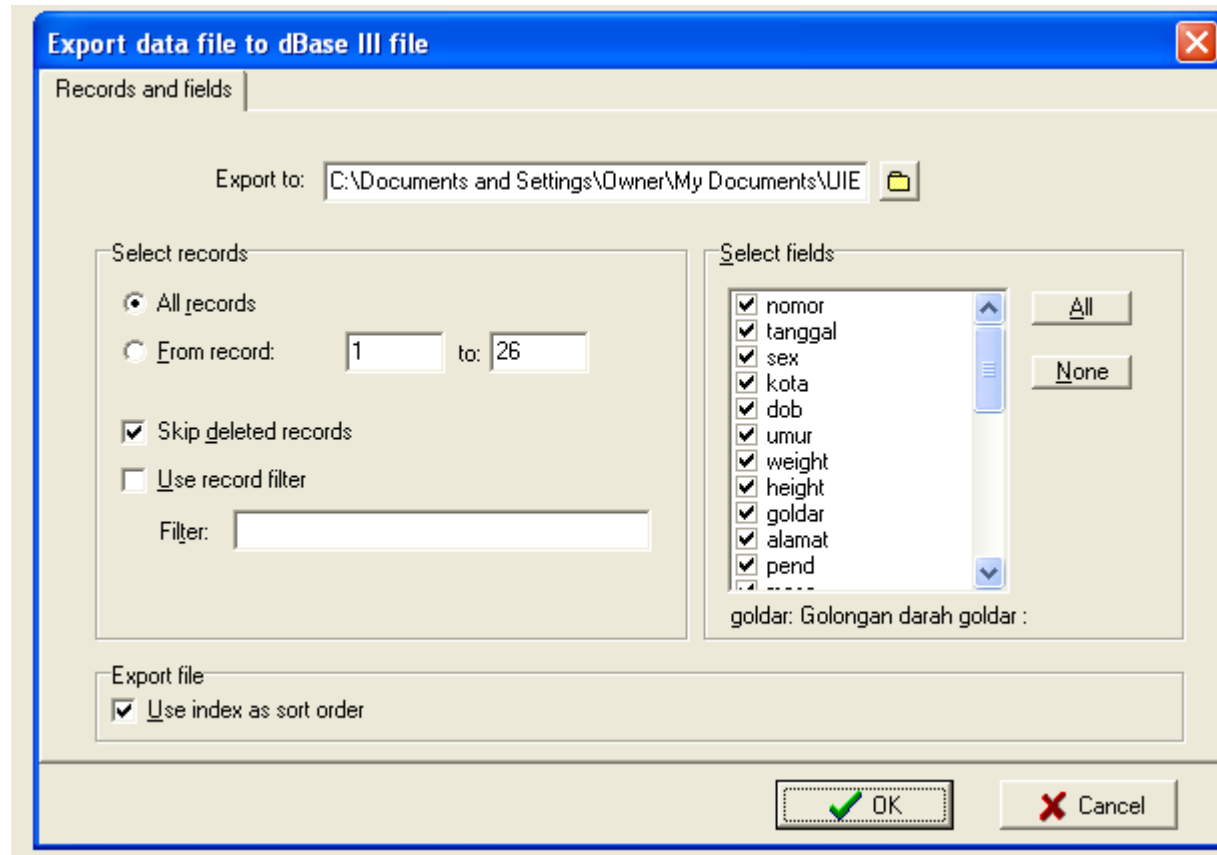 Export data file to dBase III file
Records and fields
Export to: C:\Documents and Settings\Owner\My Documents\UIE
Select records
All records
From record: 1 to: 26
Skip deleted records
Use record filter
Filter:
Select fields
nomor
tanggal
sex
kota
dob
umur
weight
height
goldar
alamat
pend
All
None
goldar: Golongan darah goldar :
Export file
Use index as sort order
OK
Cancel